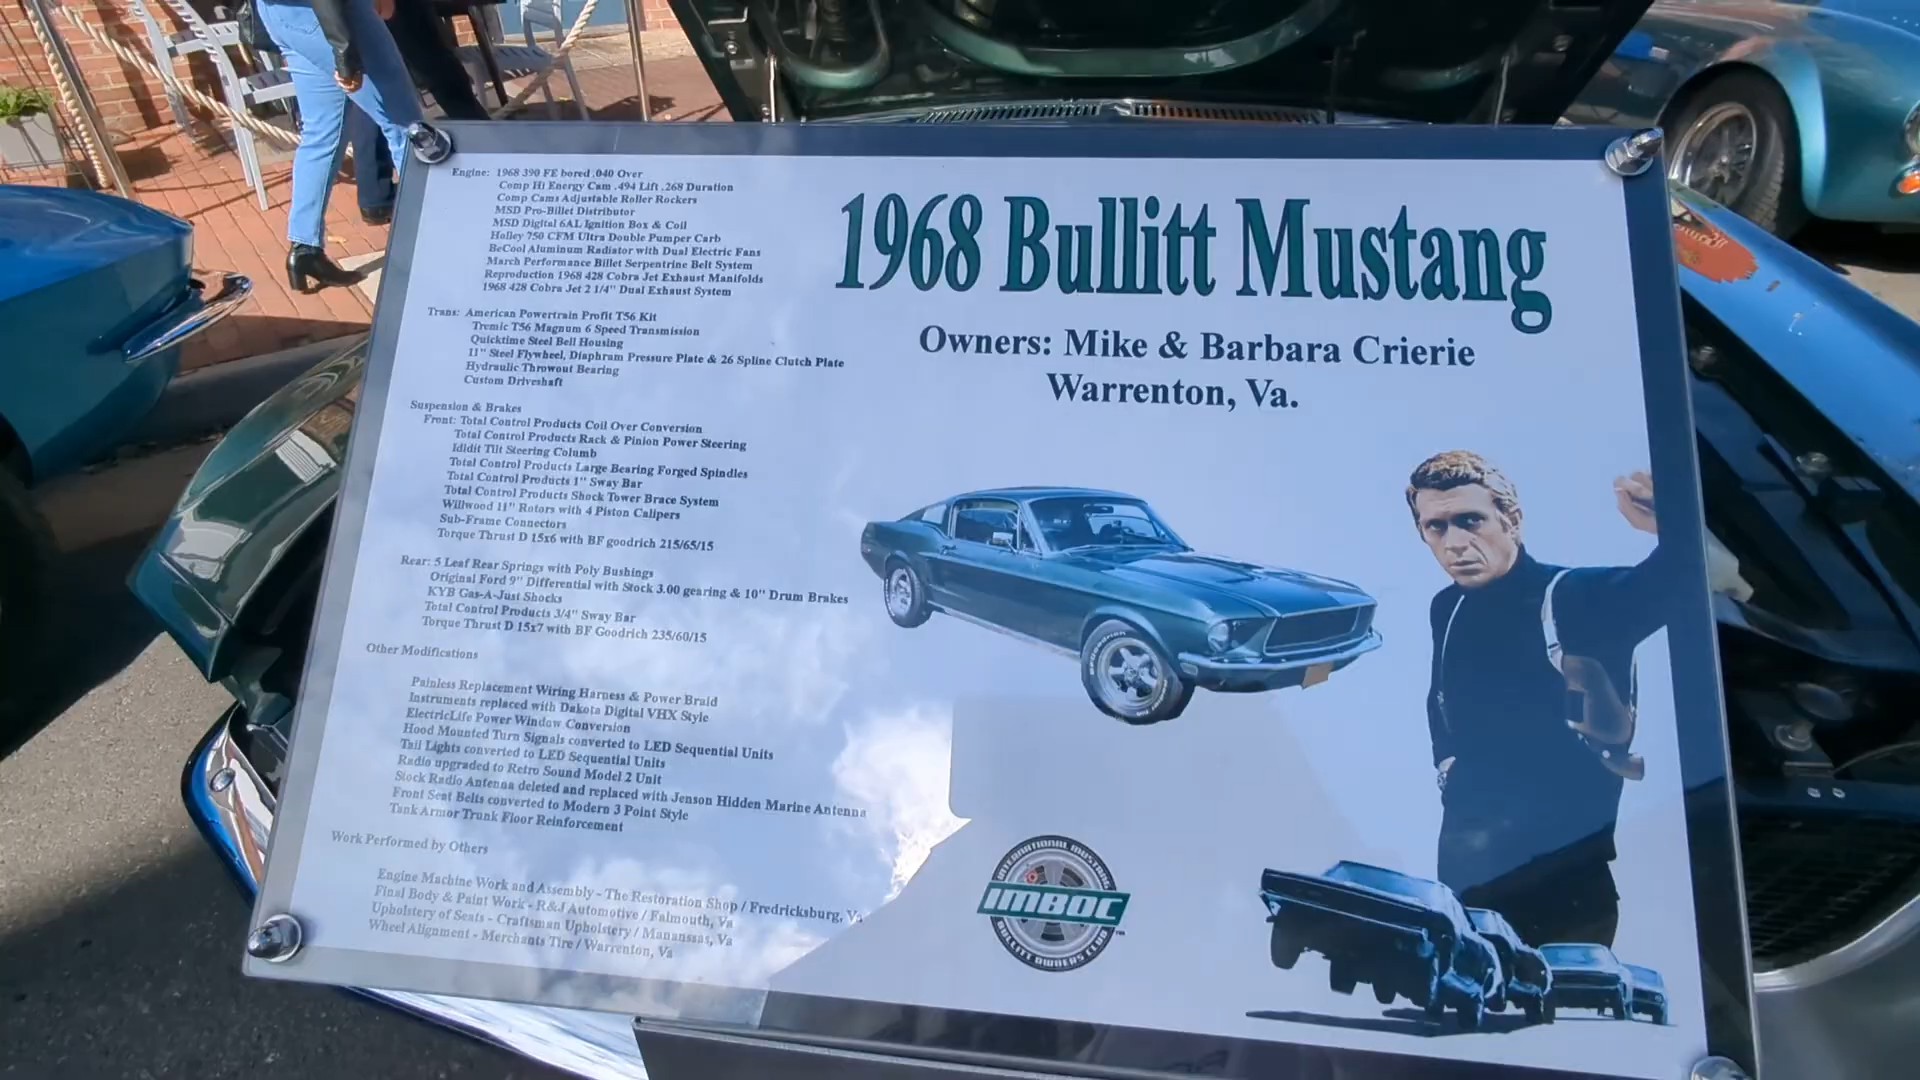 Engine: 1968 390 FE bored .040 Over
Comp Hi Energy Cam .494 Lift .268 Duration
Comp Cams Adjustable Roller Rockers
MSD Pro-Billet Distributor
MSD Digital 6AL Ignition Box & Coil
Holley 750 CFM Ultra Double Pumper Carb
BeCool Aluminum Radiator with Dual Electric Fans
March Performance Billet Serpentrine Belt System
Reproduction 1968 428 Cobra Jet Exhaust Manifolds
1968 428 Cobra Jet 2 1/4" Dual Exhaust System
Trans: American Powertrain Profit T56 Kit
Tremic T56 Magnum 6 Speed Transmission
Quicktime Steel Bell Housing
11" Steel Flywheel, Diaphram Pressure Plate & 26 Spline Clutch Plate
Hydraulic Throwout Bearing
Custom Driveshaft
Suspension & Brakes
Front: Total Control Products Coil Over Conversion
Total Control Products Rack & Pinion Power Steering
Ididit Tilt Steering Columb
Total Control Products Large Bearing Forged Spindles
Total Control Products 1" Sway Bar
Total Control Products Shock Tower Brace System
Willwood 11" Rotors with 4 Piston Calipers
Sub-Frame Connectors
Torque Thrust D 15x6 with BF goodrich 215/65/15
Rear: 5 Leaf Rear Springs with Poly Bushings
Original Ford 9" Differential with Stock 3.00 gearing & 10" Drum Brakes
KYB Gas-A-Just Shocks
Total Control Products 3/4" Sway Bar
Torque Thrust D 15x7 with BF Goodrich 235/60/15
Other Modifications
Painless Replacement Wiring Harness & Power Braid
Instruments replaced with Dakota Digital VHX Style
ElectricLife Power Window Conversion
Hood Mounted Turn Signals converted to LED Sequential Units
Tail Lights converted to LED Sequential Units
Radio upgraded to Retro Sound Model 2 Unit
Stock Radio Antenna deleted and replaced with Jenson Hidden Marine Antenna
Front Seat Belts converted to Modern 3 Point Style
Tank Armor Trunk Floor Reinforcement
Work Performed by Others
Engine Machine Work and Assembly - The Restoration Shop / Fredricksburg, Va
Final Body & Paint Work - R&J Automotive / Falmouth, Va
Upholstery of Seats - Craftsman Upholstery / Mananssas, Va
Wheel Alignment - Merchants Tire / Warrenton, Va
1968 Bullitt Mustang
Owners: Mike & Barbara Crierie
Warrenton, Va.
INTERNATIONAL MUSTANG
IMBOC
BULLITT OWNERS CLUB
TM